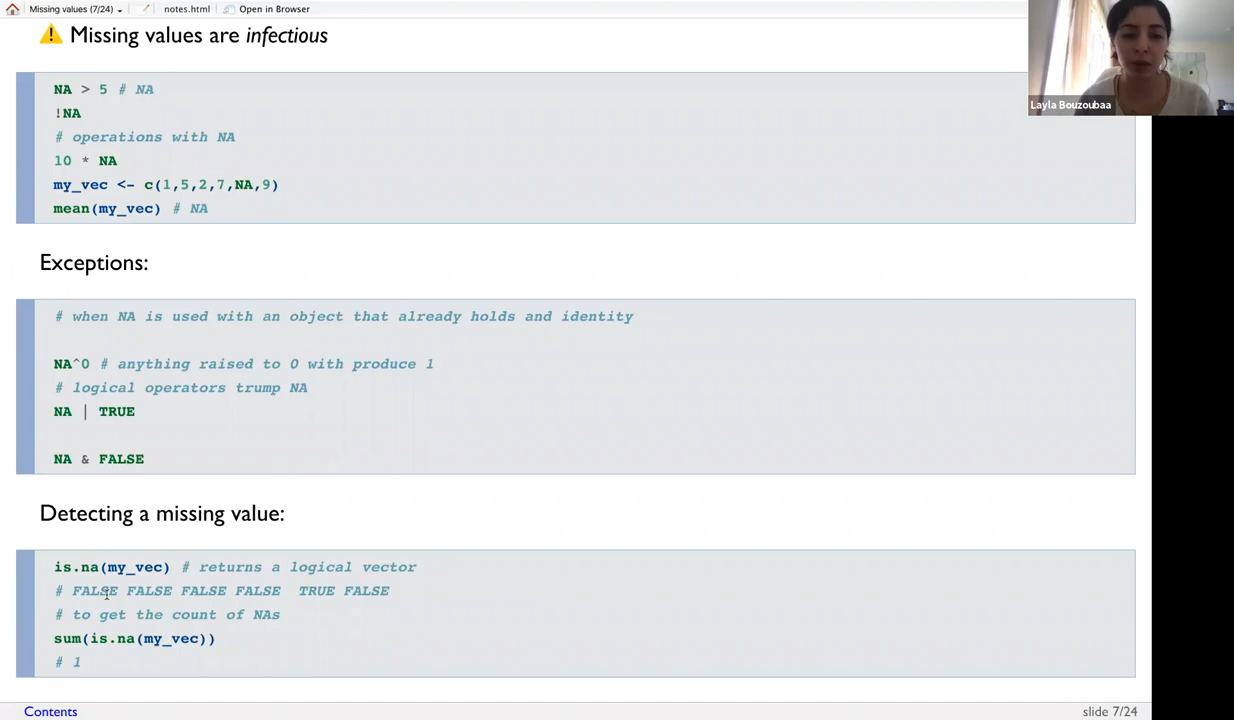 Missing values (7/24) notes.html Open in Browser
Missing values are infectious
NA > 5 # NA
!NA
# operations with NA
10 * NA
my_vec <- c(1,5,2,7,NA,9)
mean(my_vec) # NA
Layla Bouzoubaa
Exceptions:
# when NA is used with an object that already holds and identity
NA^0 # anything raised to 0 with produce 1
# logical operators trump NA
NA | TRUE
NA & FALSE
Detecting a missing value:
is.na(my_vec) # returns a logical vector
# FALSE FALSE FALSE FALSE  TRUE FALSE
# to get the count of NAs
sum(is.na(my_vec))
# 1
Contents
slide 7/24